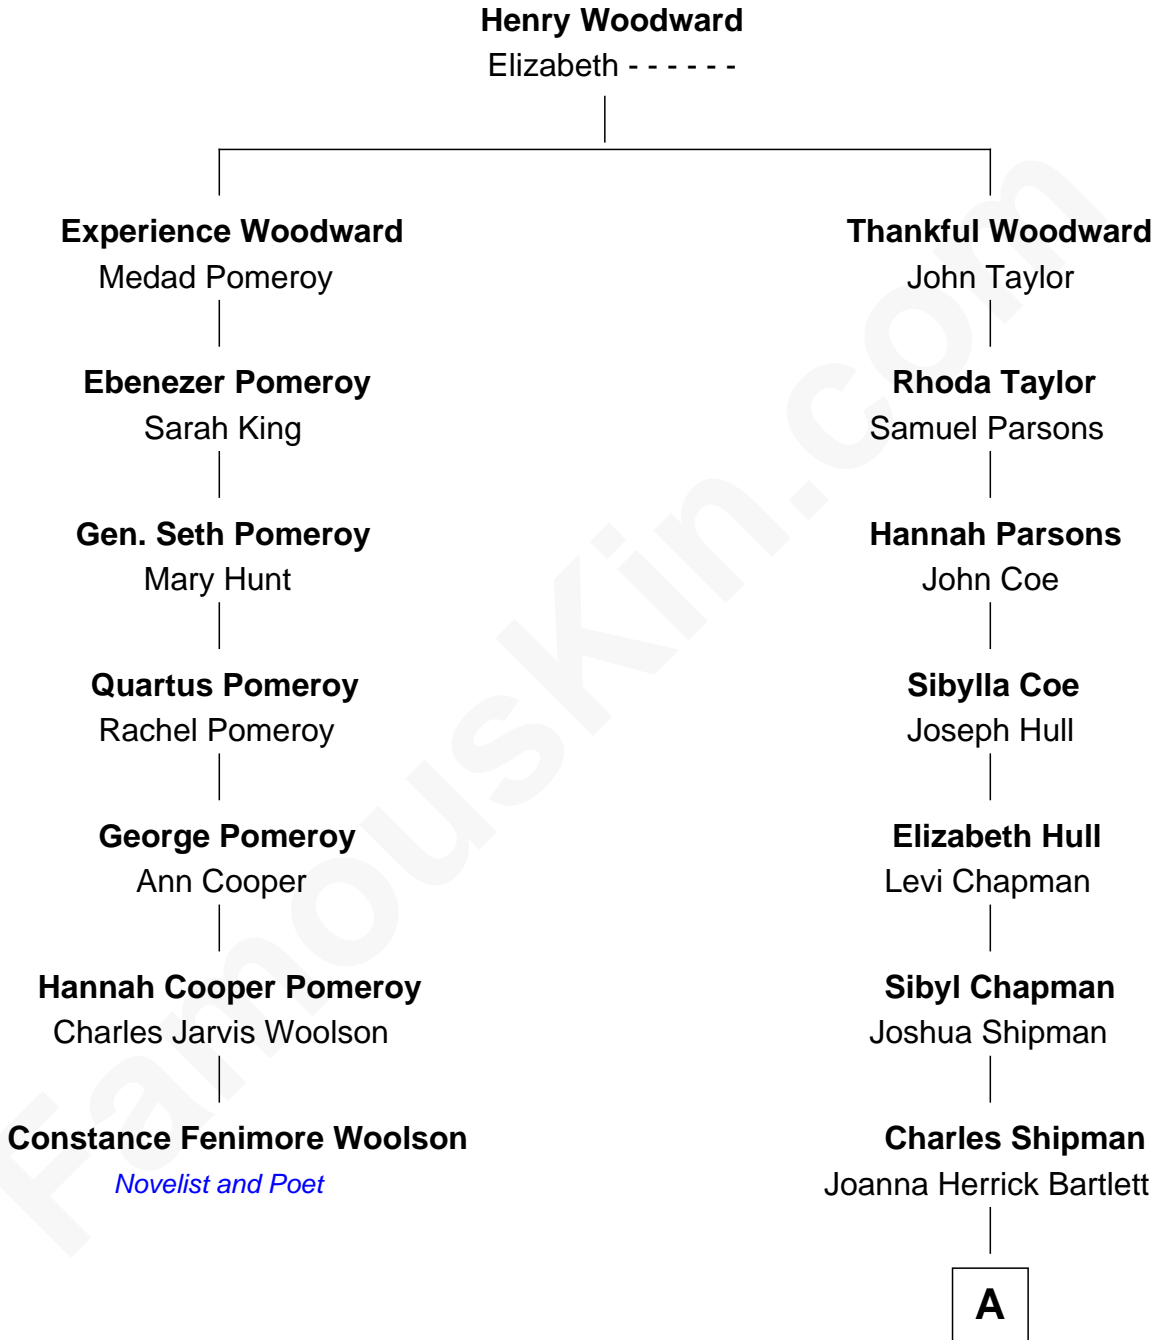 Henry Woodward
Elizabeth - - - - - -
Experience Woodward
Medad Pomeroy
Thankful Woodward
John Taylor
Ebenezer Pomeroy
Sarah King
Rhoda Taylor
Samuel Parsons
Gen. Seth Pomeroy
Mary Hunt
Hannah Parsons
John Coe
Quartus Pomeroy
Rachel Pomeroy
Sibylla Coe
Joseph Hull
George Pomeroy
Ann Cooper
Elizabeth Hull
Levi Chapman
Hannah Cooper Pomeroy
Charles Jarvis Woolson
Sibyl Chapman
Joshua Shipman
Constance Fenimore Woolson
Novelist and Poet
Charles Shipman
Joanna Herrick Bartlett
A
FamousKin.com